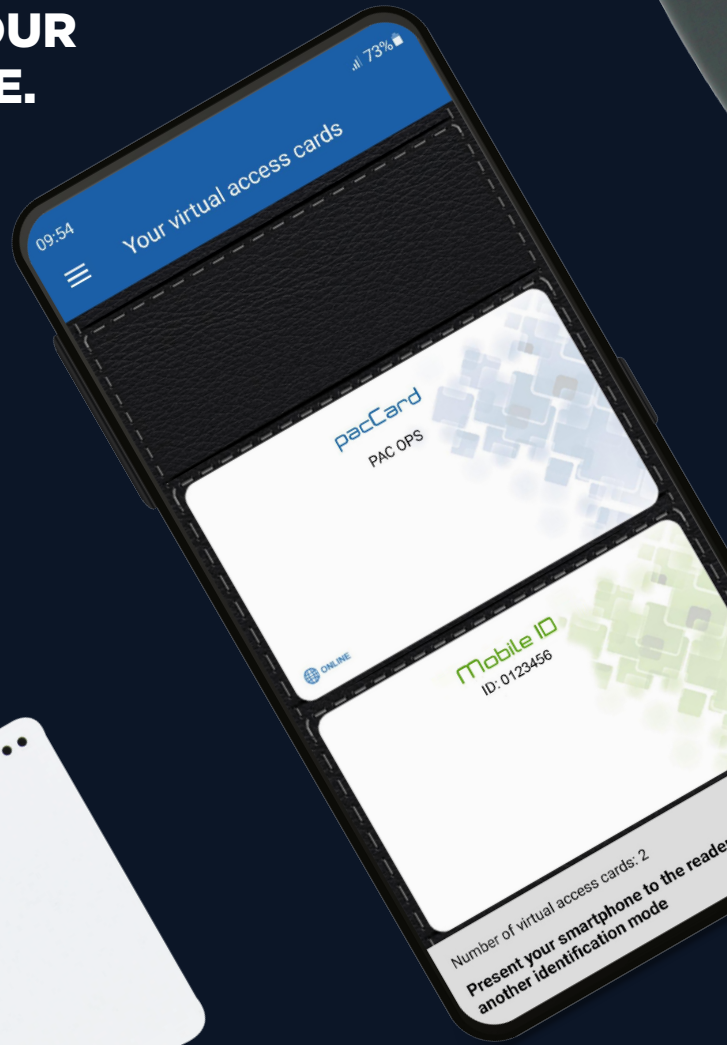 OUR
E.
09:54
73%
Your virtual access cards
pacCard
PAC OPS
ONLINE
Mobile ID
ID: 0123456
Number of virtual access cards: 2
Present your smartphone to the reader
another identification mode